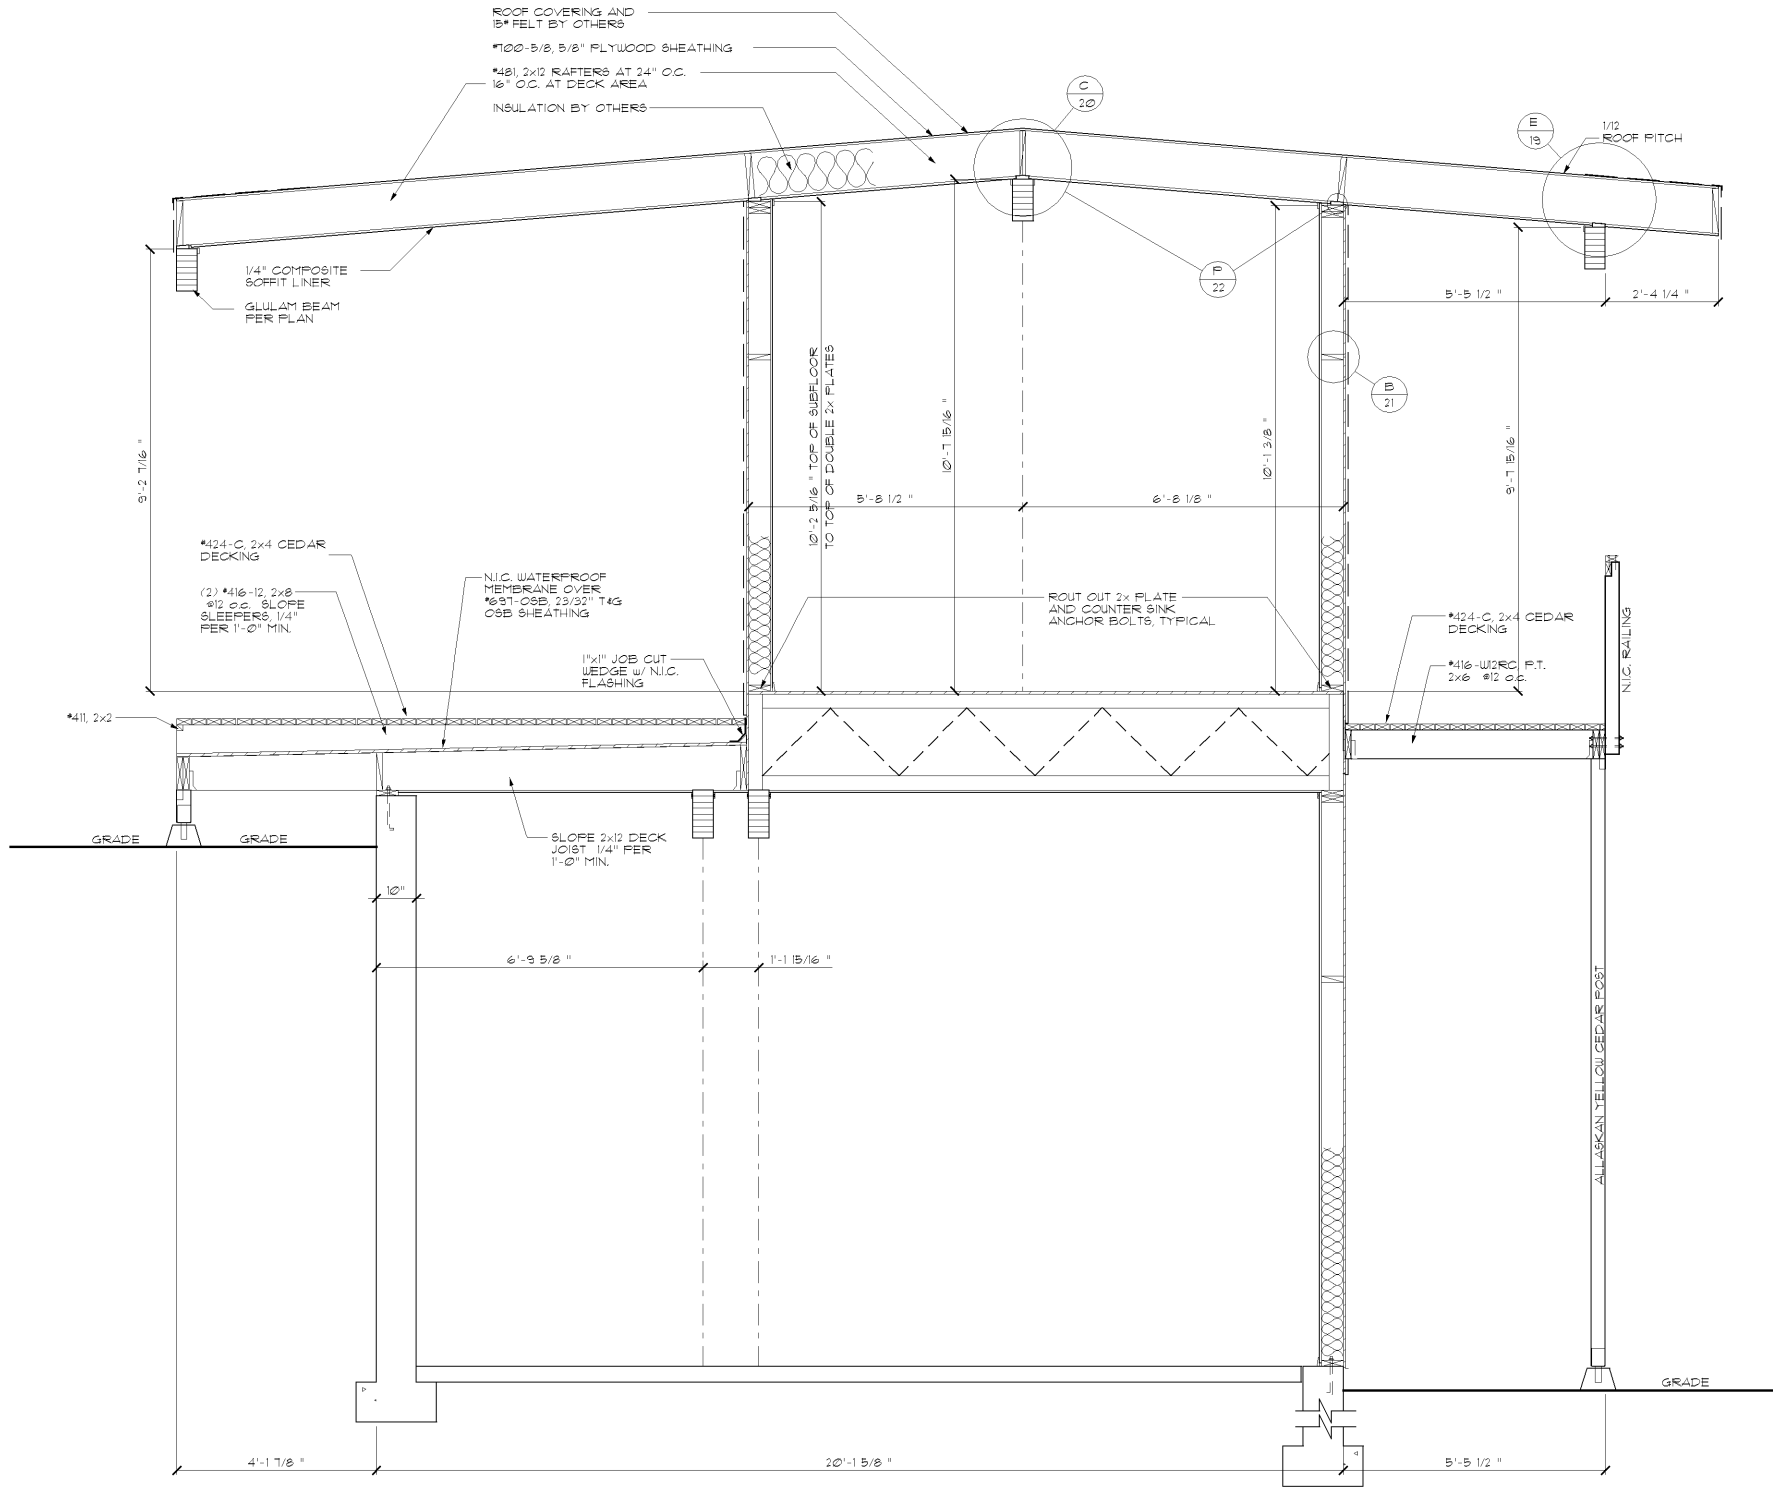 ROOF COVERING AND
15# FELT BY OTHERS
#700-5/8, 5/8" PLYWOOD SHEATHING
#481, 2x12 RAFTERS AT 24" O.C.
16" O.C. AT DECK AREA
INSULATION BY OTHERS
C
20
E
19
1/12
ROOF PITCH
1/4" COMPOSITE
SOFFIT LINER
GLULAM BEAM
PER PLAN
P
22
5'-5 1/2 "
2'-4 1/4 "
B
21
9'-2 7/16 "
10'-2 5/16 " TOP OF SUBFLOOR
TO TOP OF DOUBLE 2x PLATES
10'-7 15/16 "
10'-1 3/8 "
9'-7 15/16 "
5'-8 1/2 "
6'-8 1/8 "
#424-C, 2x4 CEDAR
DECKING
(2) #416-12, 2x8
@12 o.c. SLOPE
SLEEPERS, 1/4"
PER 1'-0" MIN.
N.I.C. WATERPROOF
MEMBRANE OVER
#697-OSB, 23/32" T&G
OSB SHEATHING
1"x1" JOB CUT
WEDGE w/ N.I.C.
FLASHING
ROUT OUT 2x PLATE
AND COUNTER SINK
ANCHOR BOLTS, TYPICAL
#424-C, 2x4 CEDAR
DECKING
#416-W12RC, P.T.
2x6 @12 o.c.
N.I.C. RAILING
#411, 2x2
GRADE
GRADE
SLOPE 2x12 DECK
JOIST 1/4" PER
1'-0" MIN.
10"
6'-9 5/8 "
1'-1 15/16 "
ALLASKAN YELLOW CEDAR POST
GRADE
4'-1 7/8 "
20'-1 5/8 "
5'-5 1/2 "